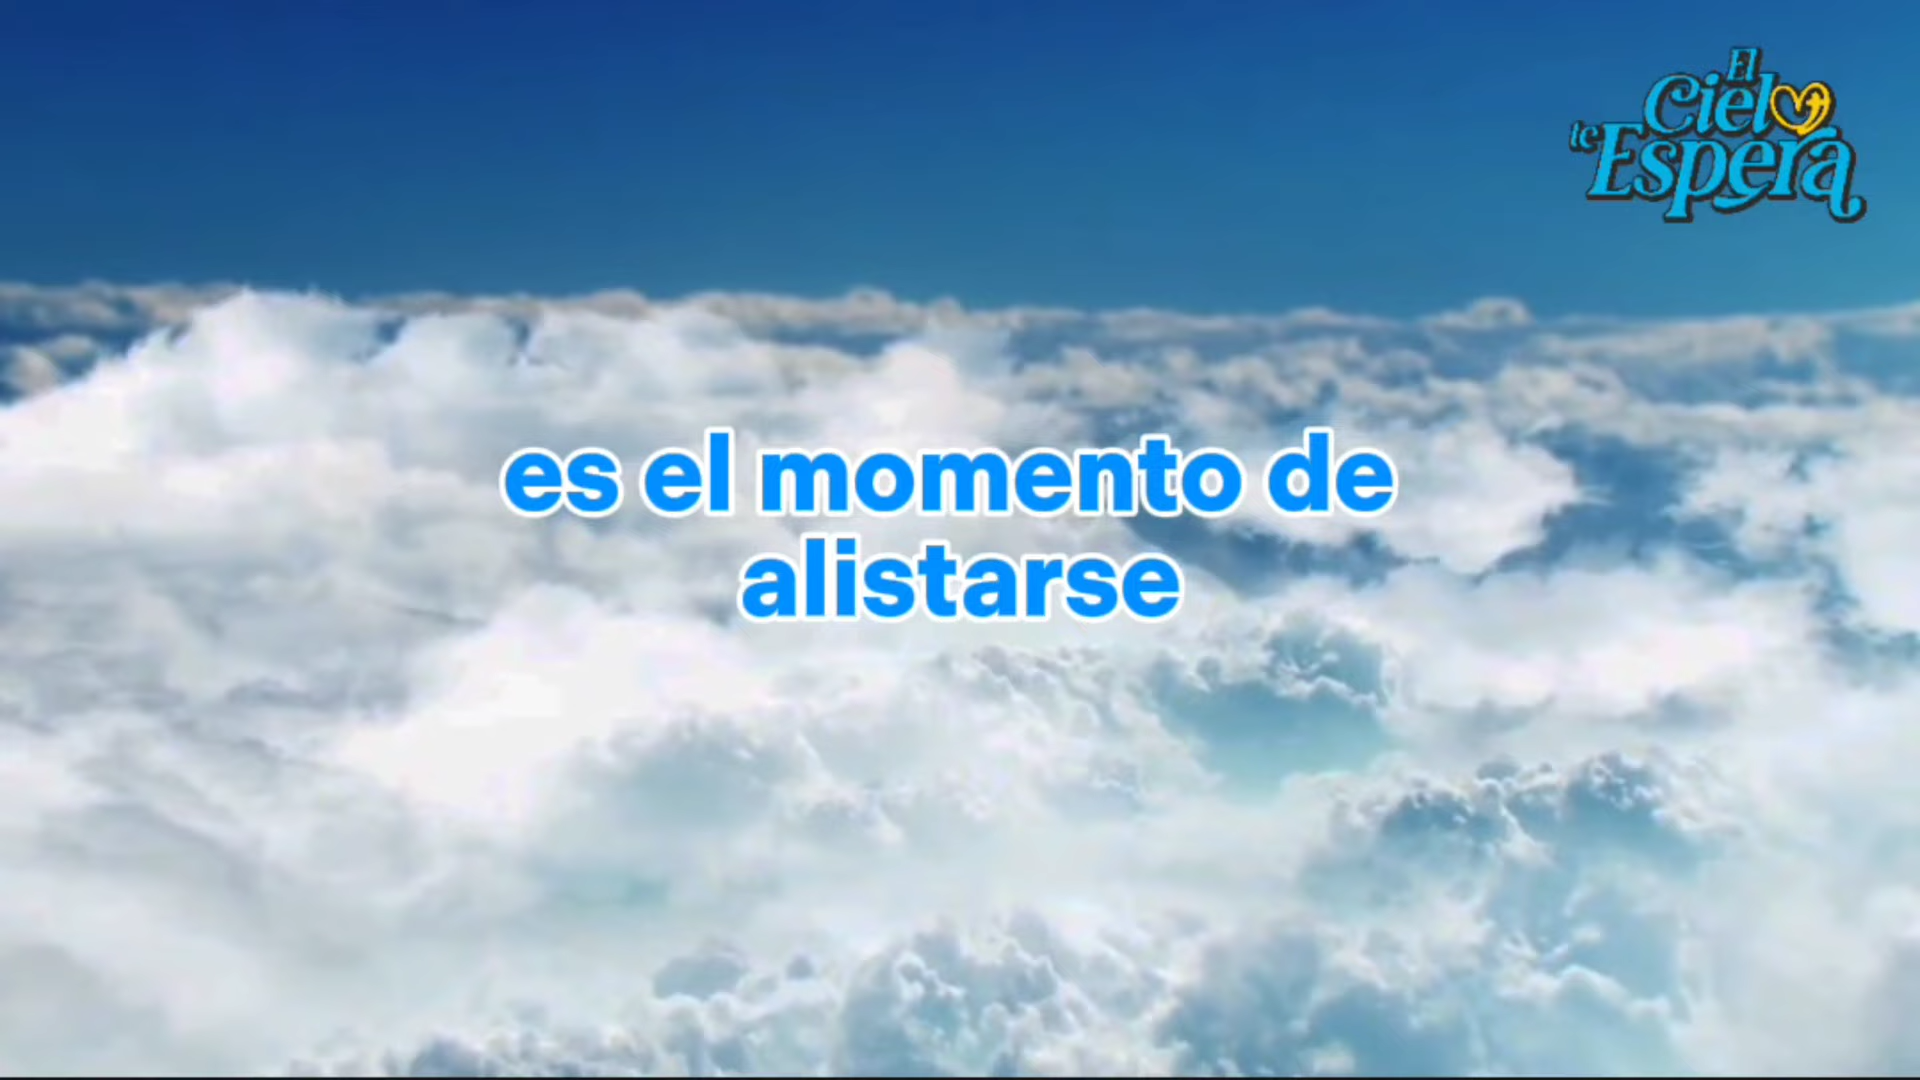 El
Cielo
te Espera
es el momento de
alistarse